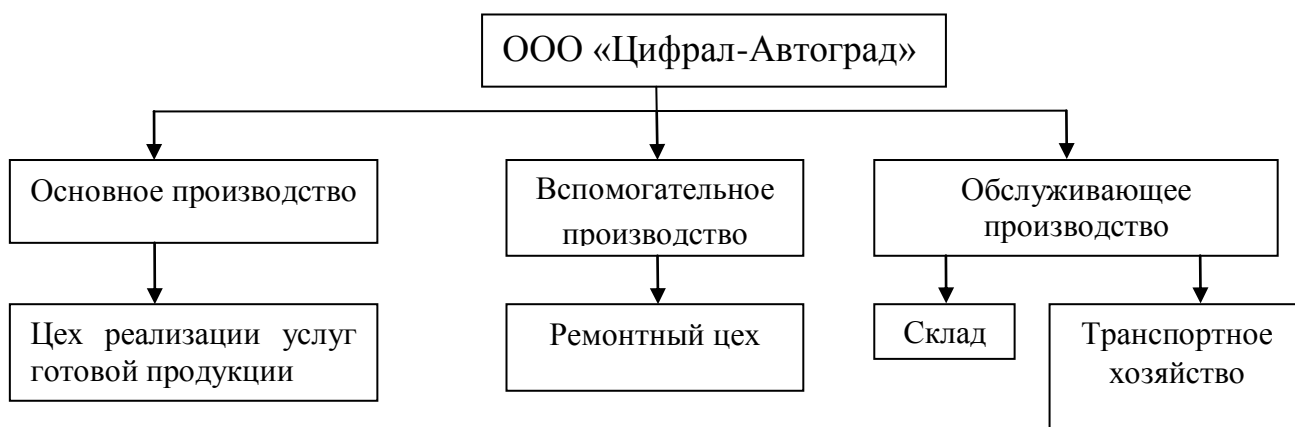 ООО «Цифрал-Автоград»
Основное производство
Вспомогательное
производство
Обслуживающее
производство
Цех реализации услуг
готовой продукции
Ремонтный цех
Склад
Транспортное
хозяйство